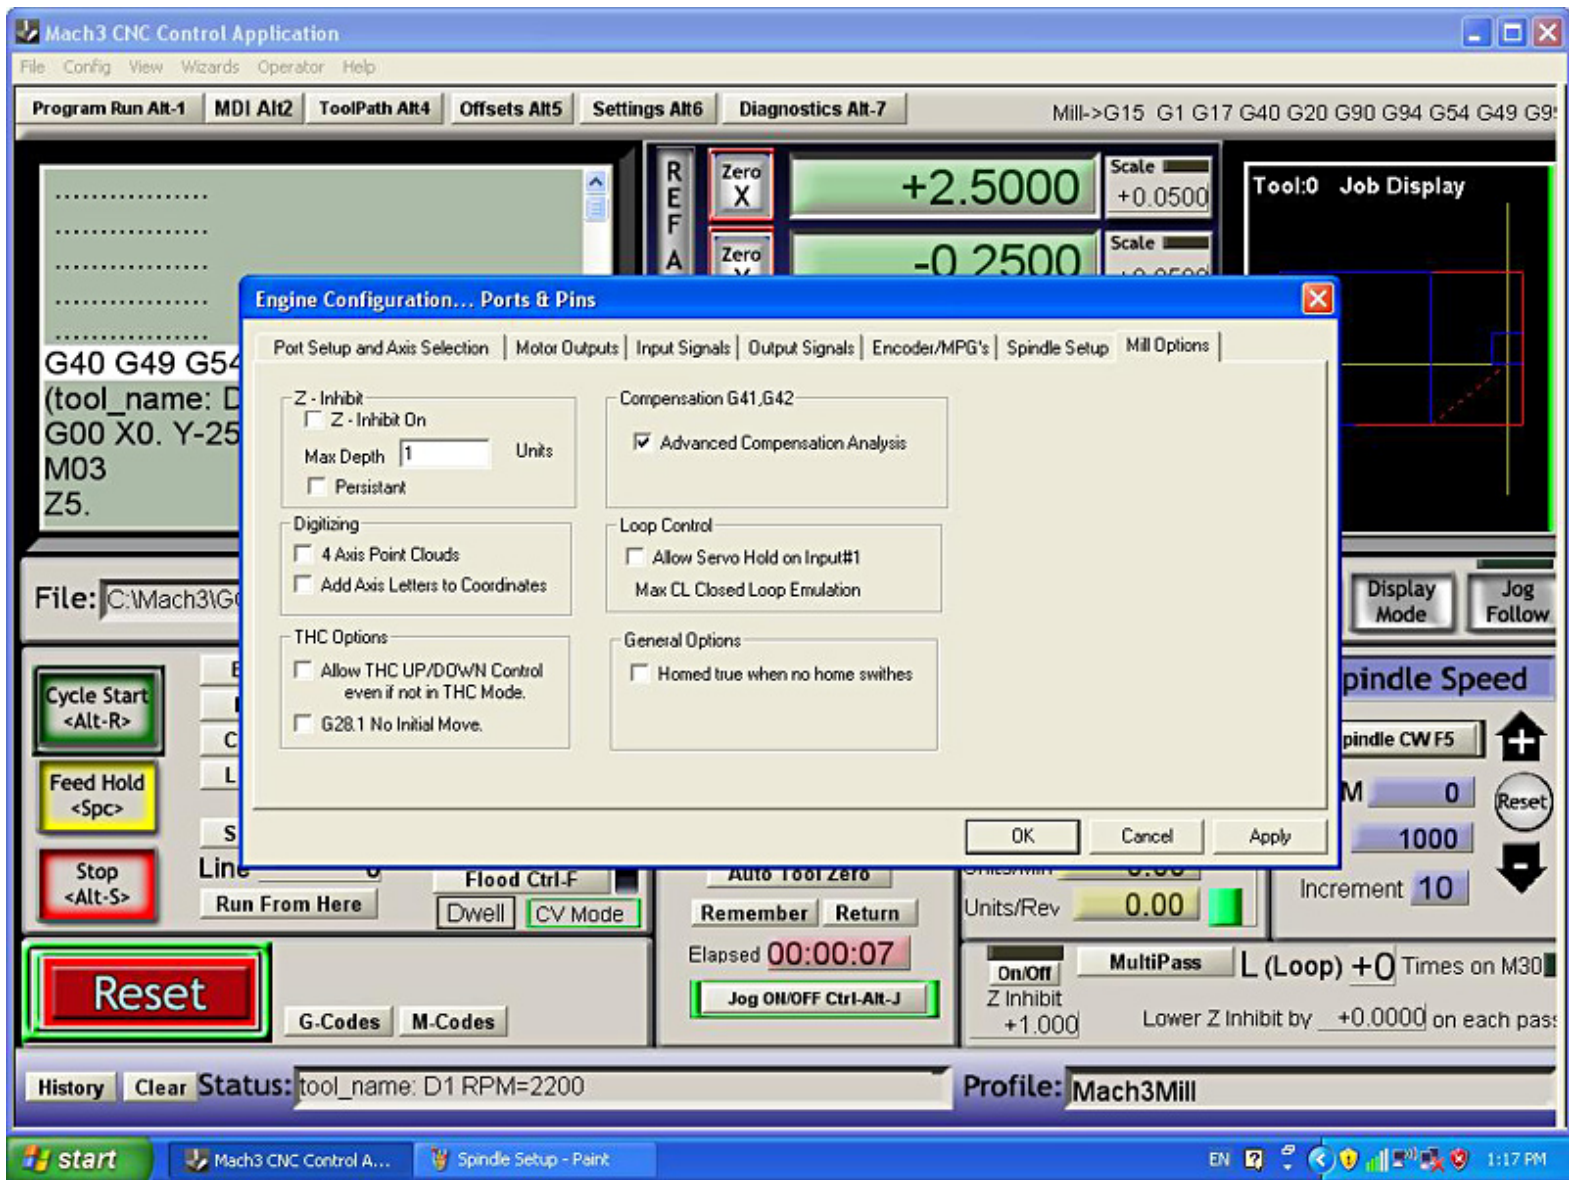 Mach3 CNC Control Application
File Config View Wizards Operator Help
Program Run Alt-1 MDI Alt2 ToolPath Alt4 Offsets Alt5 Settings Alt6 Diagnostics Alt-7 Mill->G15 G1 G17 G40 G20 G90 G94 G54 G49
.................
.................
.................
.................
.................
G40 G49 G54
(tool_name: D
G00 X0. Y-25
M03
Z5.
REF A
Zero X +2.5000 Scale +0.0500
Zero -0.2500 Scale
Tool:0 Job Display
Engine Configuration... Ports & Pins
Port Setup and Axis Selection Motor Outputs Input Signals Output Signals Encoder/MPG's Spindle Setup Mill Options
Z - Inhibit
Z - Inhibit On
Max Depth 1 Units
Persistant
Compensation G41,G42
Advanced Compensation Analysis
Digitizing
4 Axis Point Clouds
Add Axis Letters to Coordinates
Loop Control
Allow Servo Hold on Input#1
Max CL Closed Loop Emulation
THC Options
Allow THC UP/DOWN Control
even if not in THC Mode.
G28.1 No Initial Move.
General Options
Homed true when no home swithes
OK Cancel Apply
File: C:\Mach3\G
Display Mode
Jog Follow
Cycle Start
<Alt-R>
Feed Hold
<Spc>
Stop
<Alt-S>
pindle Speed
pindle CW F5
M 0 Reset
1000
Increment 10
Line 0
Run From Here
Flood Ctrl-F
Dwell CV Mode
Auto Tool Zero
Remember Return
Elapsed 00:00:07
Jog ON/OFF Ctrl-Alt-J
Units/Min 0.00
Units/Rev 0.00
Reset
G-Codes M-Codes
On/Off MultiPass L (Loop) +0 Times on M30
Z Inhibit
+1.000 Lower Z Inhibit by +0.0000 on each pas
History Clear Status: tool_name: D1 RPM=2200 Profile: Mach3Mill
start Mach3 CNC Control A... Spindle Setup - Paint EN 1:17 PM